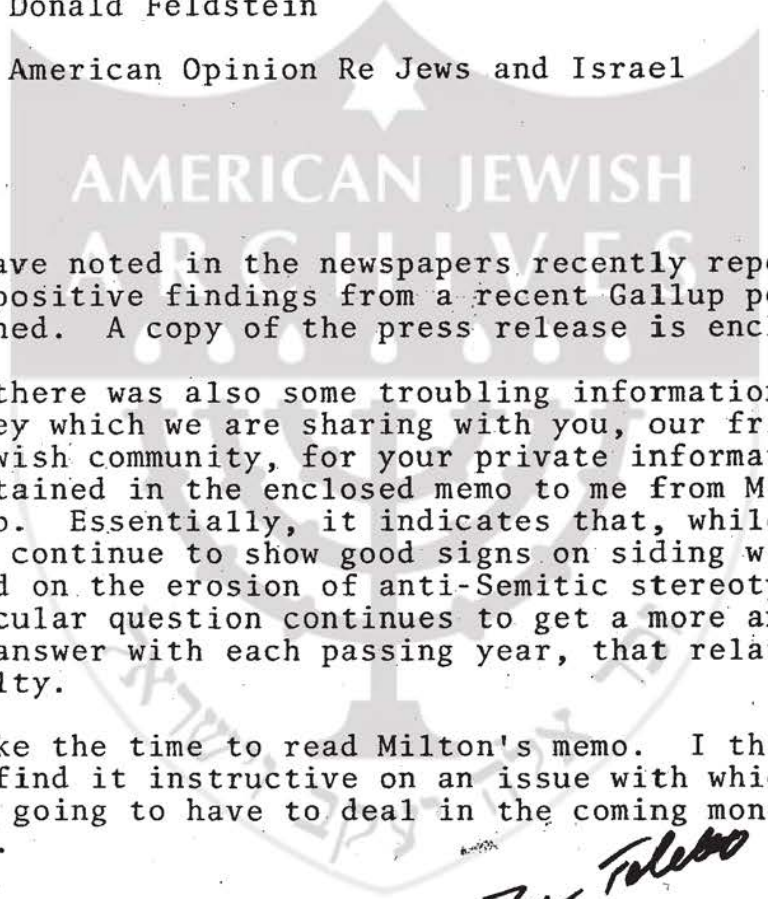 Donald Feldstein
American Opinion Re Jews and Israel
AMERICAN JEWISH
ARCHIVES
ave noted in the newspapers recently rep
positive findings from a recent Gallup p
ned. A copy of the press release is enc
there was also some troubling information
ey which we are sharing with you, our fr
wish community, for your private informa
tained in the enclosed memo to me from M
o. Essentially, it indicates that, while
continue to show good signs on siding w
d on the erosion of anti-Semitic stereot
cular question continues to get a more a
answer with each passing year, that rela
lty.
ke the time to read Milton's memo. I th
find it instructive on an issue with whi
going to have to deal in the coming mon